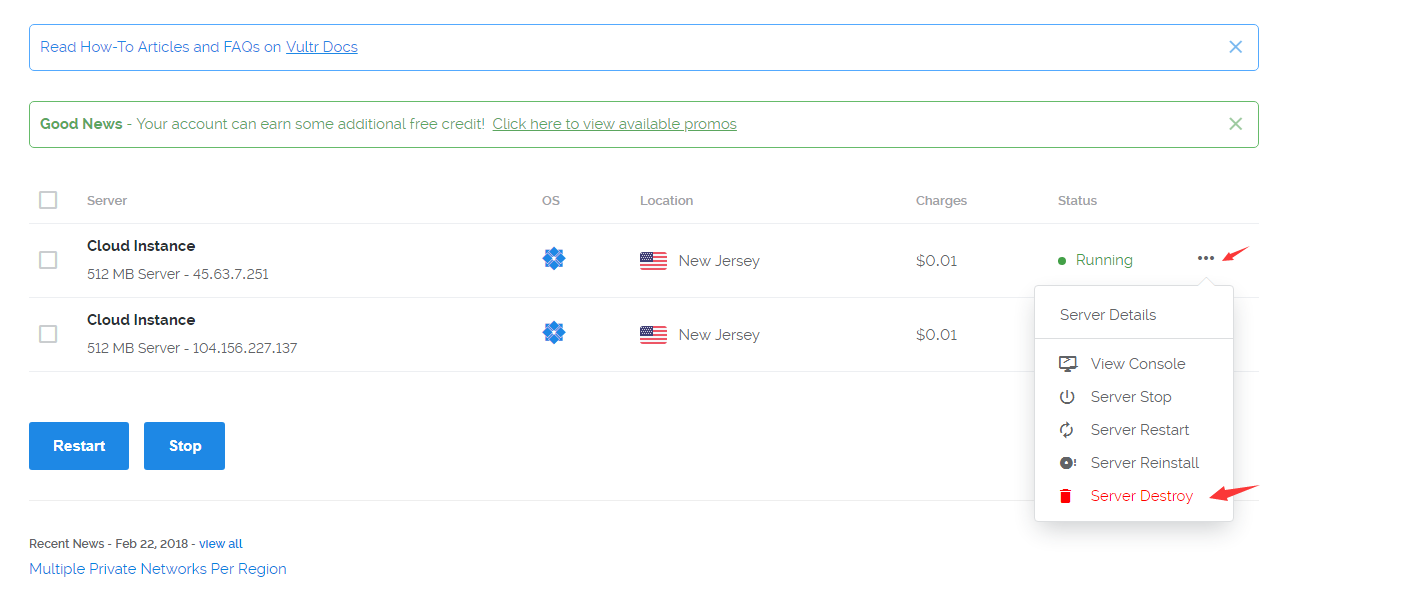 Read How-To Articles and FAQs on Vultr Docs
Good News - Your account can earn some additional free credit! Click here to view available promos
Server OS Location Charges Status
Cloud Instance
512 MB Server - 45.63.7.251
New Jersey $0.01 Running
Cloud Instance
512 MB Server - 104.156.227.137
New Jersey $0.01
Server Details
View Console
Server Stop
Server Restart
Server Reinstall
Server Destroy
Restart Stop
Recent News - Feb 22, 2018 - view all
Multiple Private Networks Per Region